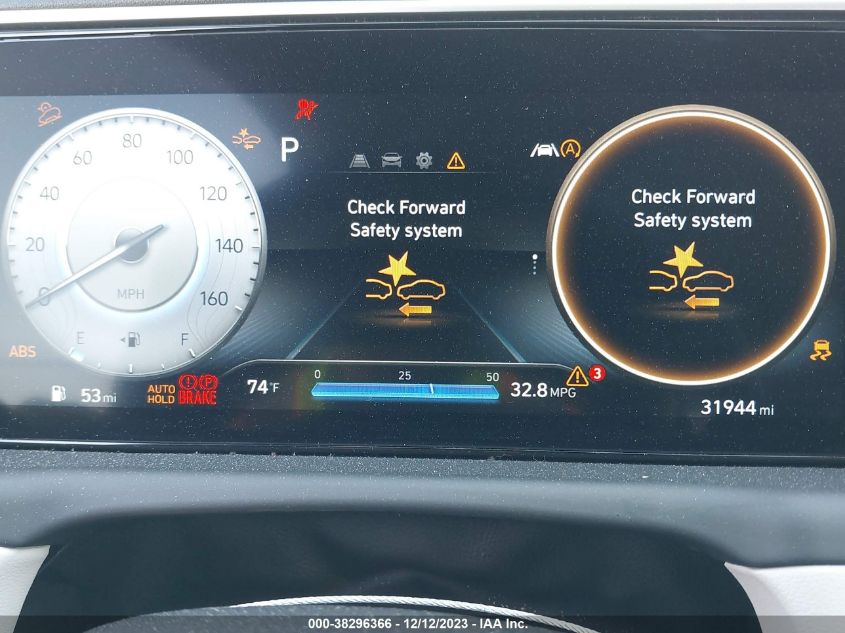 80
60
100
P
40
120
Check Forward
Safety system
Check Forward
Safety system
A
20
140
0
MPH
160
E
F
ABS
53 mi
AUTO
HOLD
P
BRAKE
74°F
0
25
50
32.8 MPG
3
31944 mi
000-38296366 - 12/12/2023 - IAA Inc.